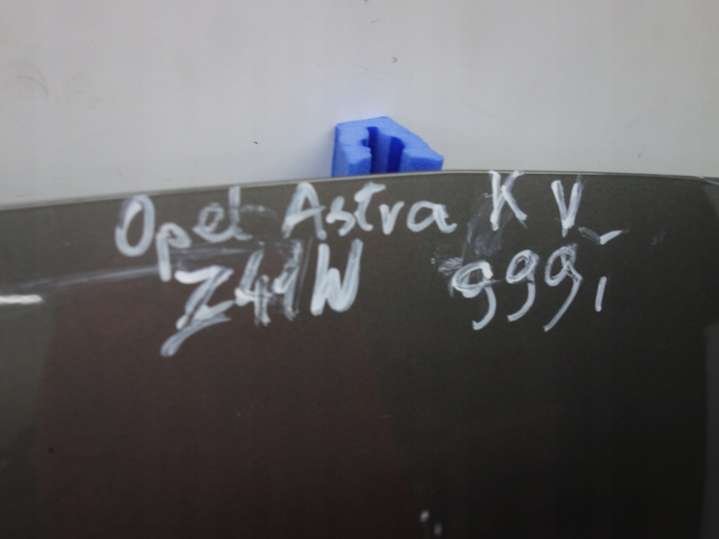 Opel Astra K V
Z41W 999,-